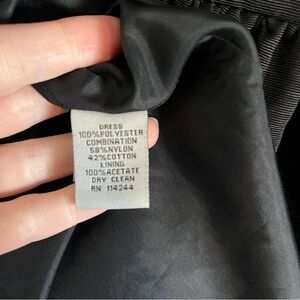 DRESS
100%POLYESTER
COMBINATION
58%NYLON
42%COTTON
LINING
100%ACETATE
DRY CLEAN
RN 114244